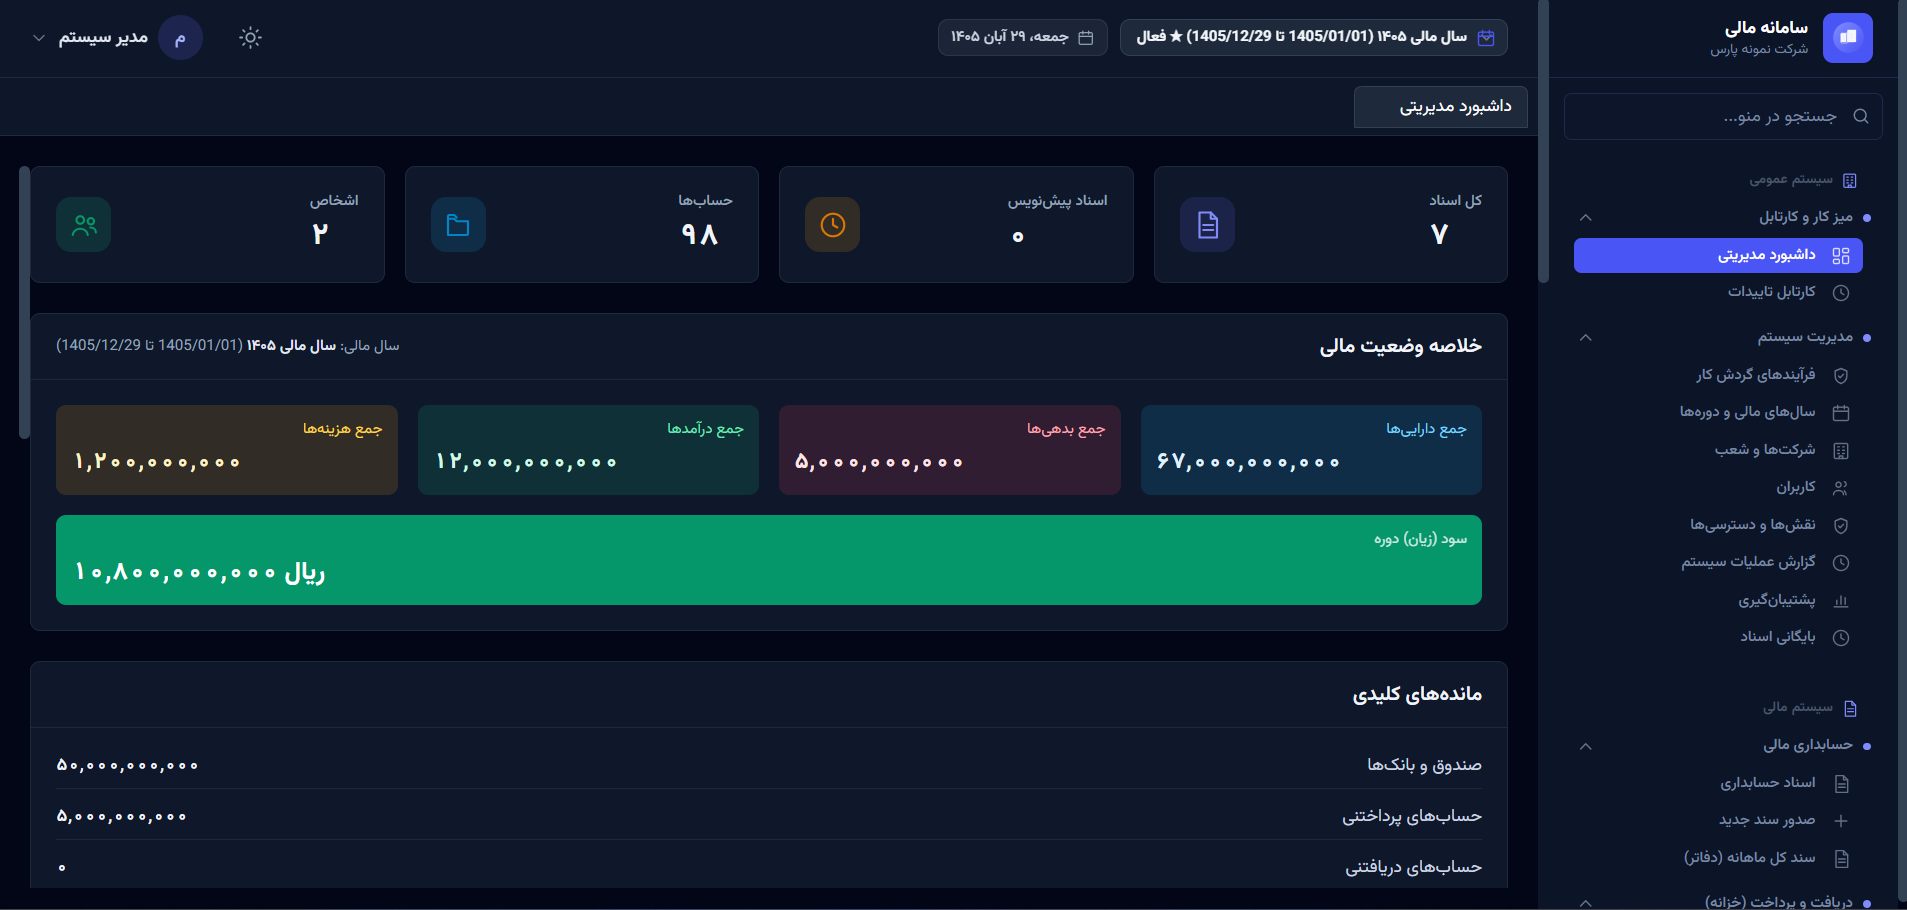 سامانه مالی
شرکت نمونه پارس
جستجو در منو...
سیستم عمومی
میز کار و کارتابل
داشبورد مدیریتی
کارتابل تاییدات
مدیریت سیستم
فرآیندهای گردش کار
سال‌های مالی و دوره‌ها
شرکت‌ها و شعب
کاربران
نقش‌ها و دسترسی‌ها
گزارش عملیات سیستم
پشتیبان‌گیری
بایگانی اسناد
سیستم مالی
حسابداری مالی
اسناد حسابداری
صدور سند جدید
سند کل ماهانه (دفاتر)
دریافت و پرداخت (خزانه)
سال مالی ۱۴۰۵ (1405/01/01 تا 1405/12/29) ★ فعال
جمعه، ۲۹ آبان ۱۴۰۵
م
مدیر سیستم
داشبورد مدیریتی
کل اسناد
۷
اسناد پیش‌نویس
۰
حساب‌ها
۹۸
اشخاص
۲
خلاصه وضعیت مالی
سال مالی: سال مالی ۱۴۰۵ (1405/01/01 تا 1405/12/29)
جمع دارایی‌ها
۶۷,۰۰۰,۰۰۰,۰۰۰
جمع بدهی‌ها
۵,۰۰۰,۰۰۰,۰۰۰
جمع درآمدها
۱۲,۰۰۰,۰۰۰,۰۰۰
جمع هزینه‌ها
۱,۲۰۰,۰۰۰,۰۰۰
سود (زیان) دوره
۱۰,۸۰۰,۰۰۰,۰۰۰ ریال
مانده‌های کلیدی
صندوق و بانک‌ها
۵۰,۰۰۰,۰۰۰,۰۰۰
حساب‌های پرداختنی
۵,۰۰۰,۰۰۰,۰۰۰
حساب‌های دریافتنی
۰